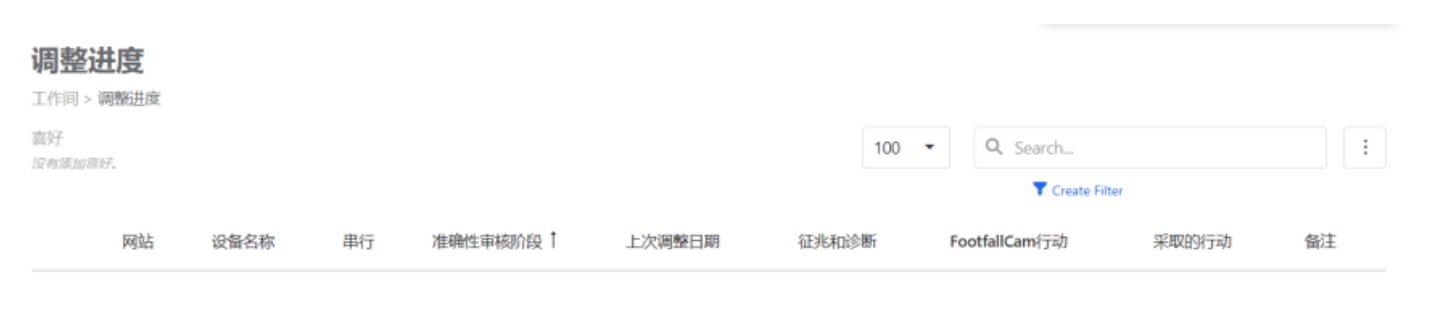 调整进度
工作间 > 调整进度
喜好
没有添加喜好。
100 Search...
Create Filter
网站 设备名称 串行 准确性审核阶段 ↑ 上次调整日期 征兆和诊断 FootfallCam行动 采取的行动 备注